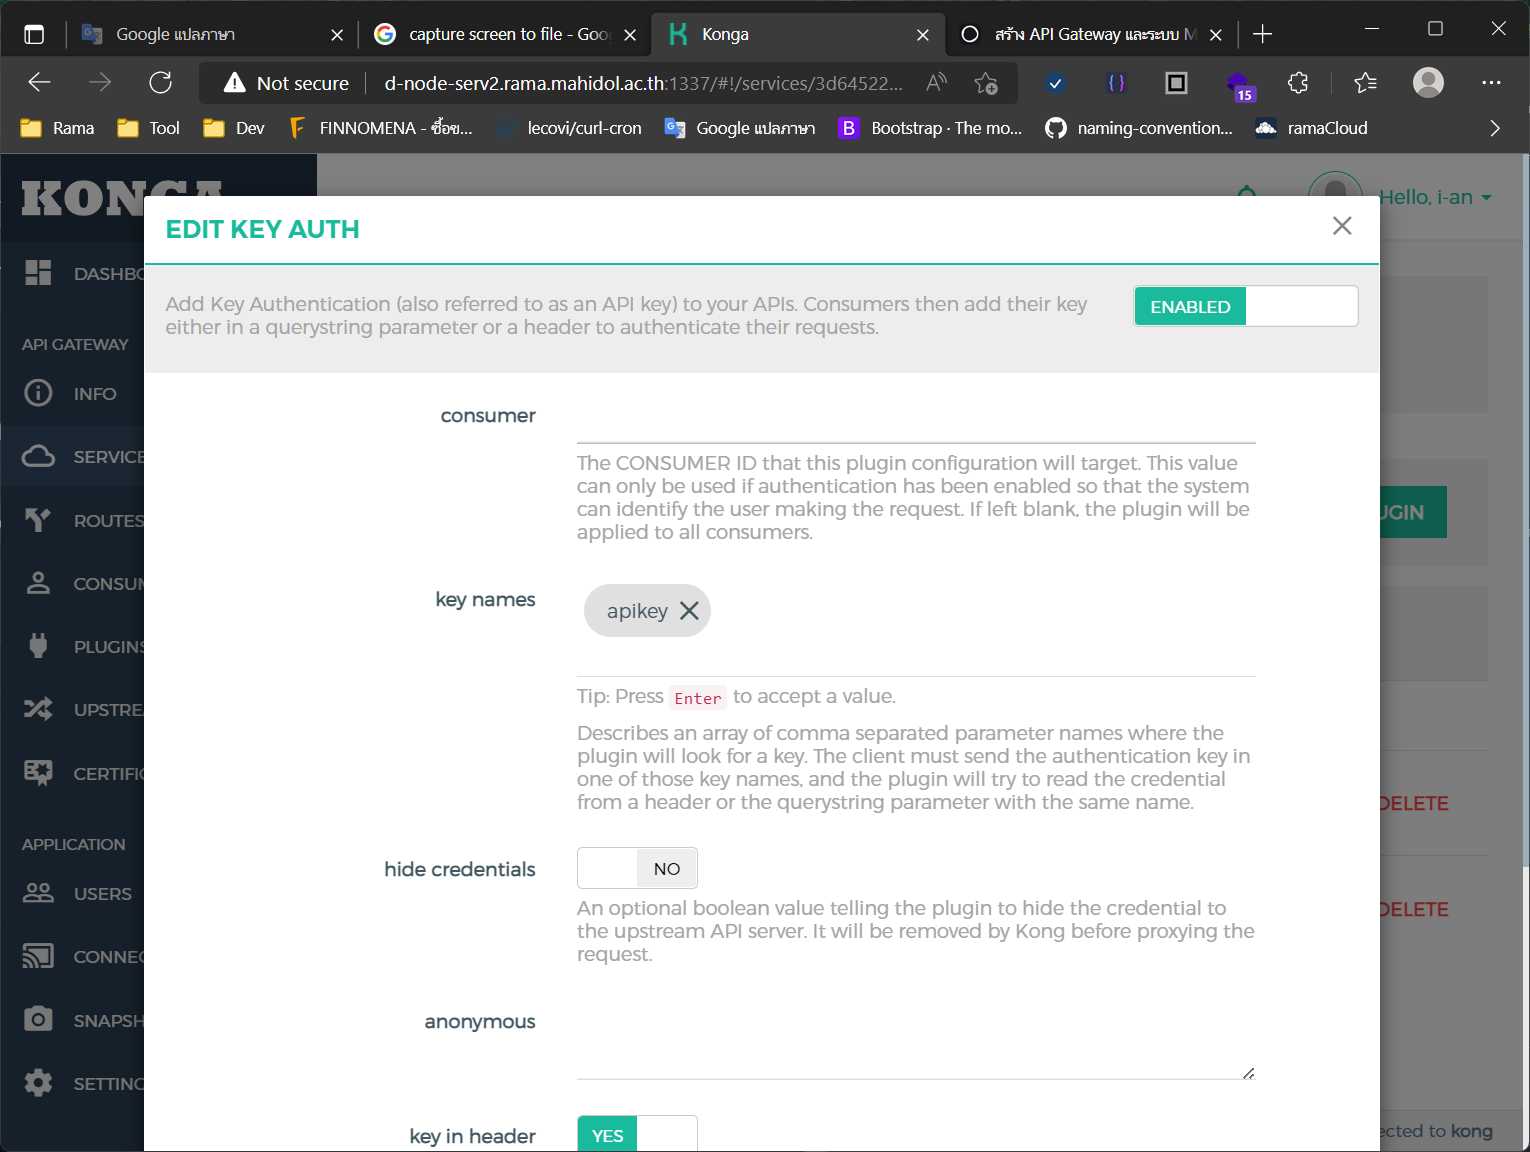 Google แปลภาษา
capture screen to file - Goo
Konga
สร้าง API Gateway และระบบ M
Not secure
d-node-serv2.rama.mahidol.ac.th:1337/#!/services/3d64522...
15
Rama
Tool
Dev
FINNOMENA - ซื้อข...
lecovi/curl-cron
Google แปลภาษา
Bootstrap · The mo...
naming-convention...
ramaCloud
KONGA
Hello, i-an
EDIT KEY AUTH
DASHBO
Add Key Authentication (also referred to as an API key) to your APIs. Consumers then add their key
either in a querystring parameter or a header to authenticate their requests.
ENABLED
API GATEWAY
INFO
consumer
SERVICE
The CONSUMER ID that this plugin configuration will target. This value
can only be used if authentication has been enabled so that the system
can identify the user making the request. If left blank, the plugin will be
applied to all consumers.
ROUTES
UGIN
CONSUM
key names
apikey
PLUGINS
UPSTREA
Tip: Press Enter to accept a value.
Describes an array of comma separated parameter names where the
plugin will look for a key. The client must send the authentication key in
one of those key names, and the plugin will try to read the credential
from a header or the querystring parameter with the same name.
CERTIFIC
DELETE
APPLICATION
hide credentials
NO
USERS
An optional boolean value telling the plugin to hide the credential to
the upstream API server. It will be removed by Kong before proxying the
request.
DELETE
CONNEC
SNAPSH
anonymous
SETTING
key in header
YES
ected to kong